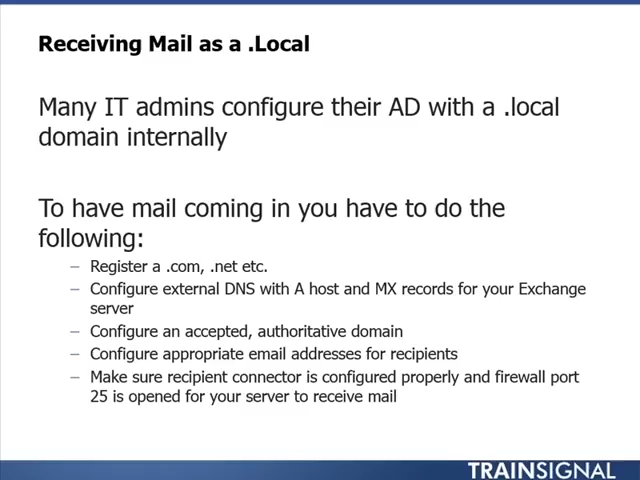 Receiving Mail as a .Local
Many IT admins configure their AD with a .local
domain internally
To have mail coming in you have to do the
following:
– Register a .com, .net etc.
– Configure external DNS with A host and MX records for your Exchange
server
– Configure an accepted, authoritative domain
– Configure appropriate email addresses for recipients
– Make sure recipient connector is configured properly and firewall port
25 is opened for your server to receive mail
TRAINSIGNAL